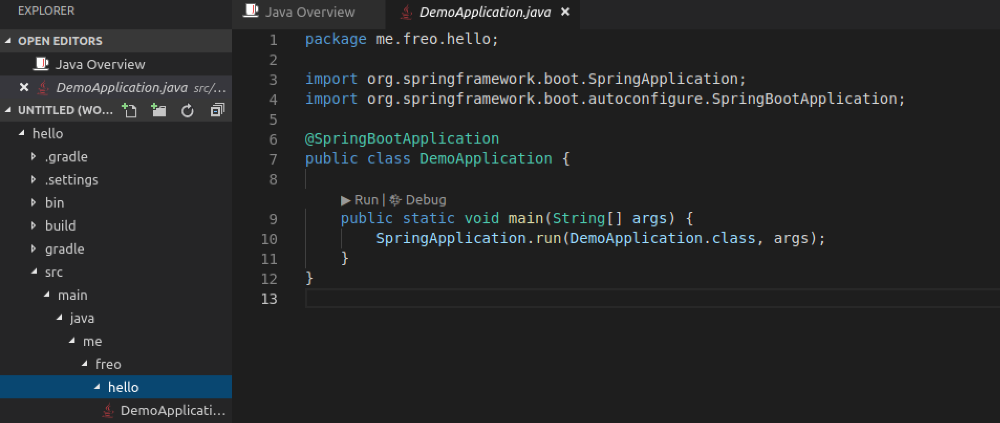 EXPLORER
OPEN EDITORS
Java Overview
DemoApplication.java src/...
UNTITLED (WO...
hello
.gradle
.settings
bin
build
gradle
src
main
java
me
freo
hello
DemoApplicati...
Java Overview
DemoApplication.java
1 package me.freo.hello;
2
3 import org.springframework.boot.SpringApplication;
4 import org.springframework.boot.autoconfigure.SpringBootApplication;
5
6 @SpringBootApplication
7 public class DemoApplication {
8
Run | Debug
9 public static void main(String[] args) {
10 SpringApplication.run(DemoApplication.class, args);
11 }
12 }
13